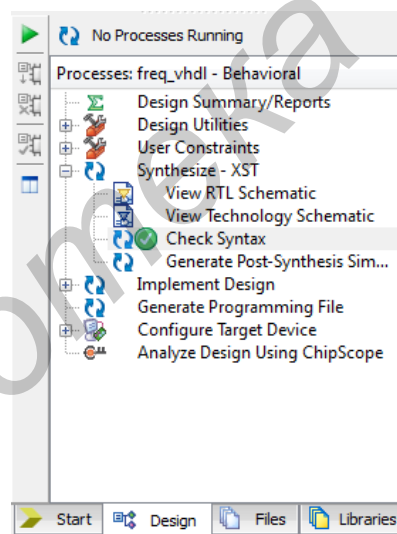 No Processes Running
Processes: freq_vhdl - Behavioral
Design Summary/Reports
Design Utilities
User Constraints
Synthesize - XST
View RTL Schematic
View Technology Schematic
Check Syntax
Generate Post-Synthesis Sim...
Implement Design
Generate Programming File
Configure Target Device
Analyze Design Using ChipScope
Start Design Files Libraries
omeka